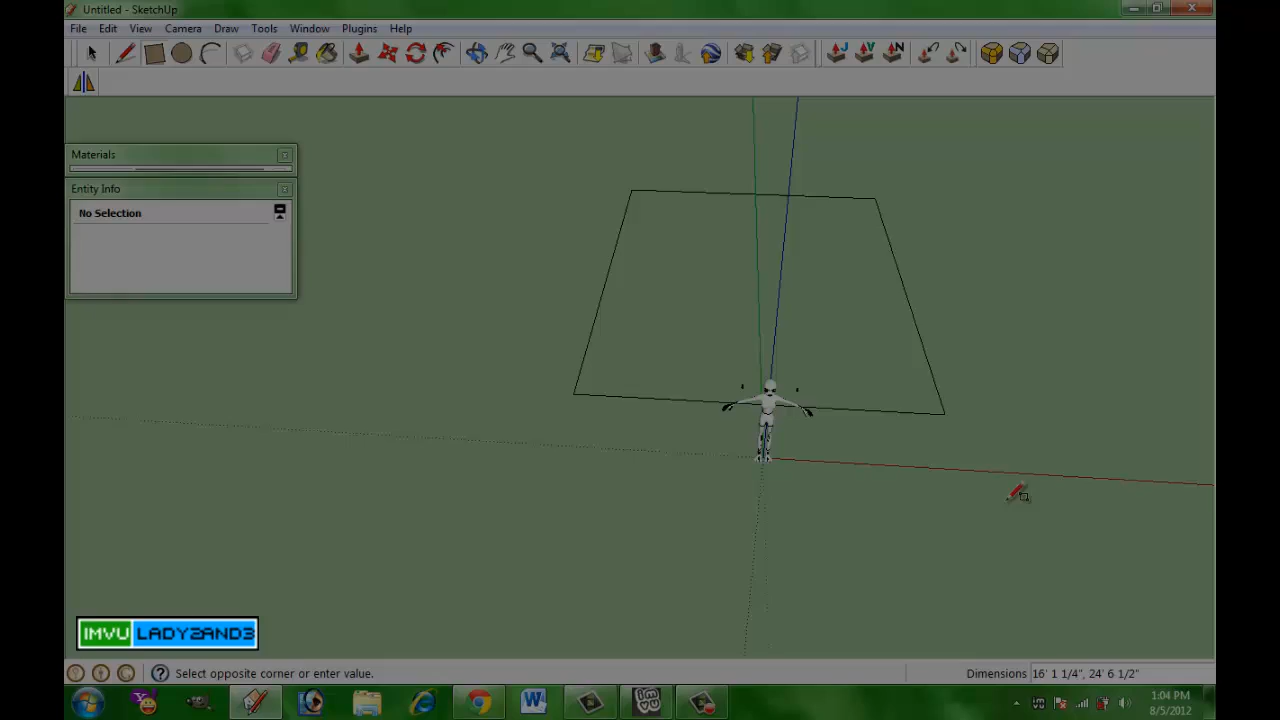 Untitled - SketchUp
File Edit View Camera Draw Tools Window Plugins Help
J V N
Materials
Entity Info
No Selection
IMVU LADY2AND3
Select opposite corner or enter value.
Dimensions 16' 1 1/4", 24' 6 1/2"
1:04 PM
8/5/2012